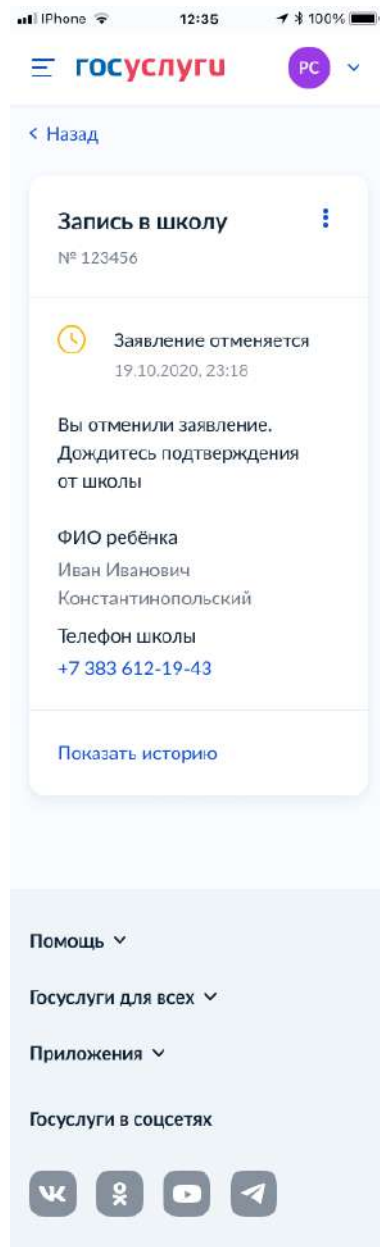 iPhone 12:35 100%
госуслуги РС
Назад
Запись в школу
№ 123456
Заявление отменяется
19.10.2020, 23:18
Вы отменили заявление.
Дождитесь подтверждения
от школы
ФИО ребёнка
Иван Иванович
Константинопольский
Телефон школы
+7 383 612-19-43
Показать историю
Помощь
Госуслуги для всех
Приложения
Госуслуги в соцсетях